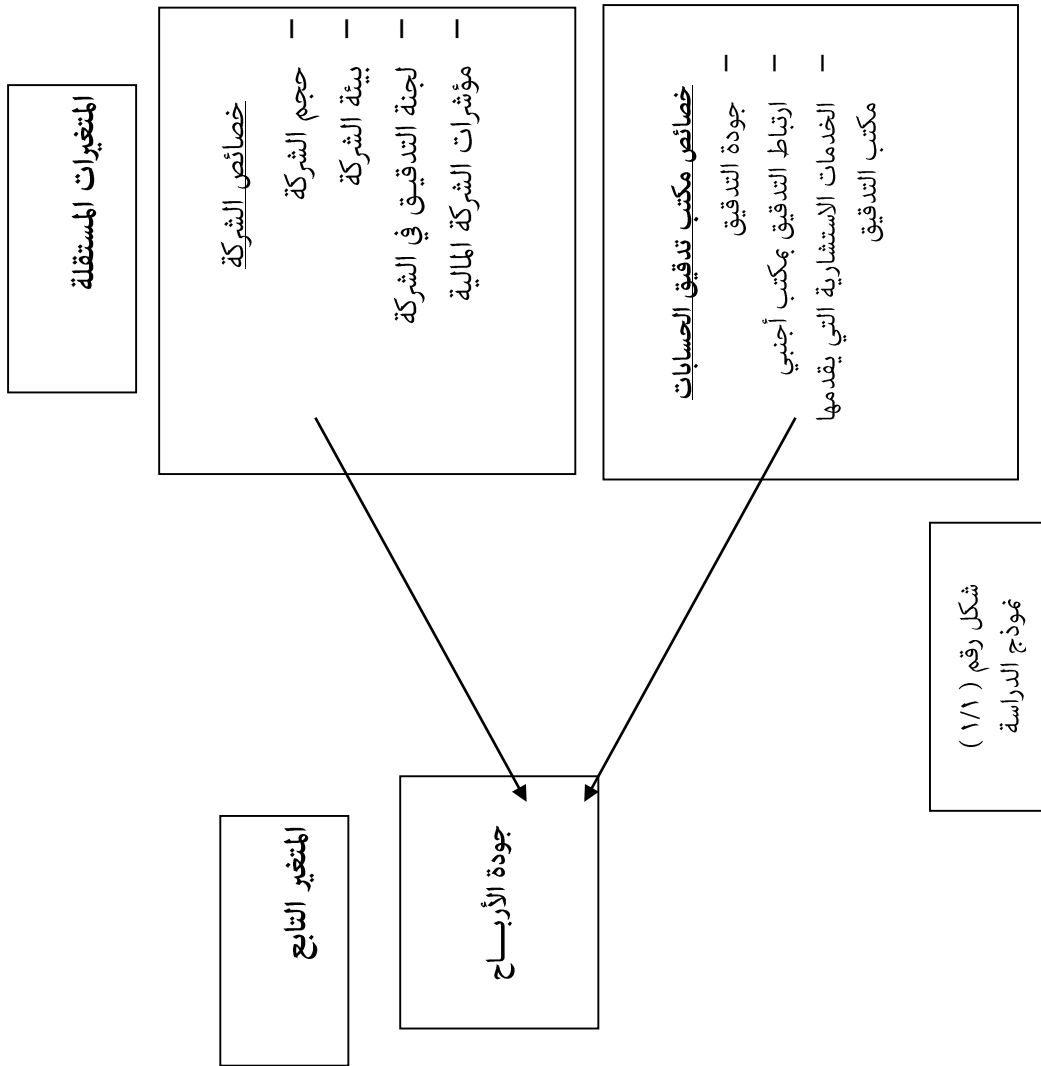 المتغيرات المستقلة
خصائص الشركة
– حجم الشركة
– بيئة الشركة
– لجنة التدقيق في الشركة
– مؤشرات الشركة المالية
خصائص مكتب تدقيق الحسابات
– جودة التدقيق
– ارتباط التدقيق بمكتب أجنبي
– الخدمات الاستشارية التي يقدمها
مكتب التدقيق
المتغير التابع
جودة الأربـــاح
شكل رقم ( ١/١ )
نموذج الدراسة